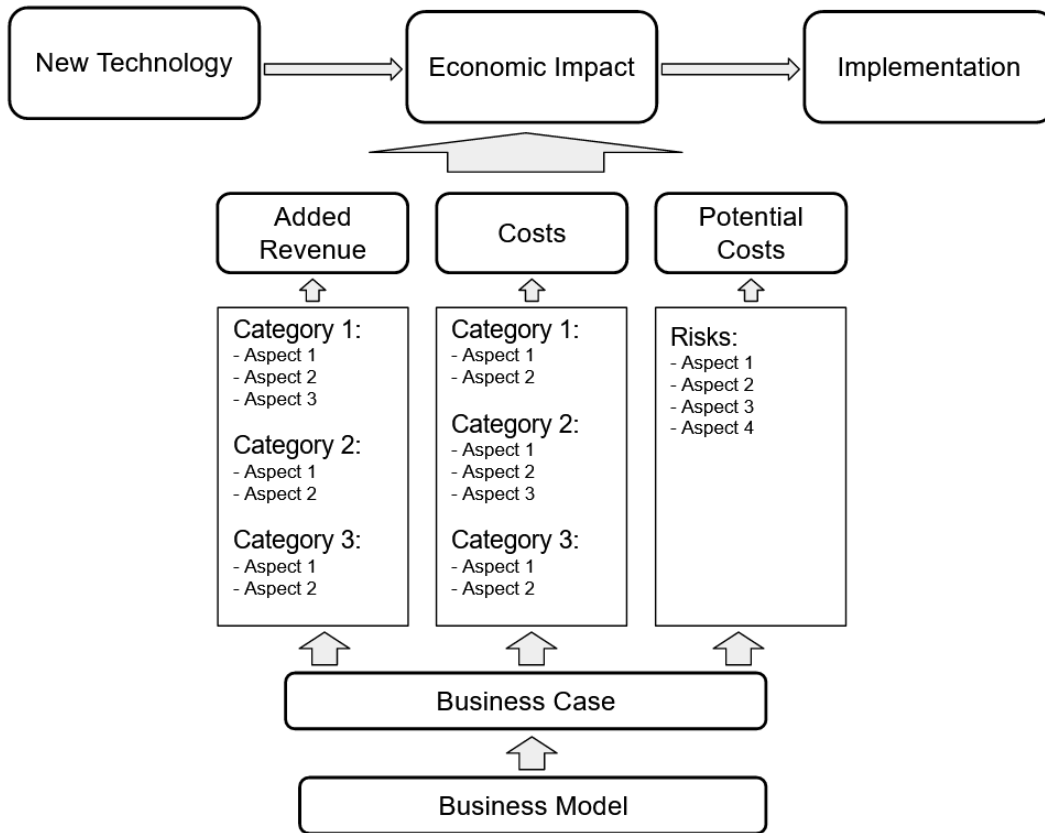 New Technology
Economic Impact
Implementation
Added
Revenue
Costs
Potential
Costs
Category 1:
- Aspect 1
- Aspect 2
- Aspect 3
Category 2:
- Aspect 1
- Aspect 2
Category 3:
- Aspect 1
- Aspect 2
Category 1:
- Aspect 1
- Aspect 2
Category 2:
- Aspect 1
- Aspect 2
- Aspect 3
Category 3:
- Aspect 1
- Aspect 2
Risks:
- Aspect 1
- Aspect 2
- Aspect 3
- Aspect 4
Business Case
Business Model